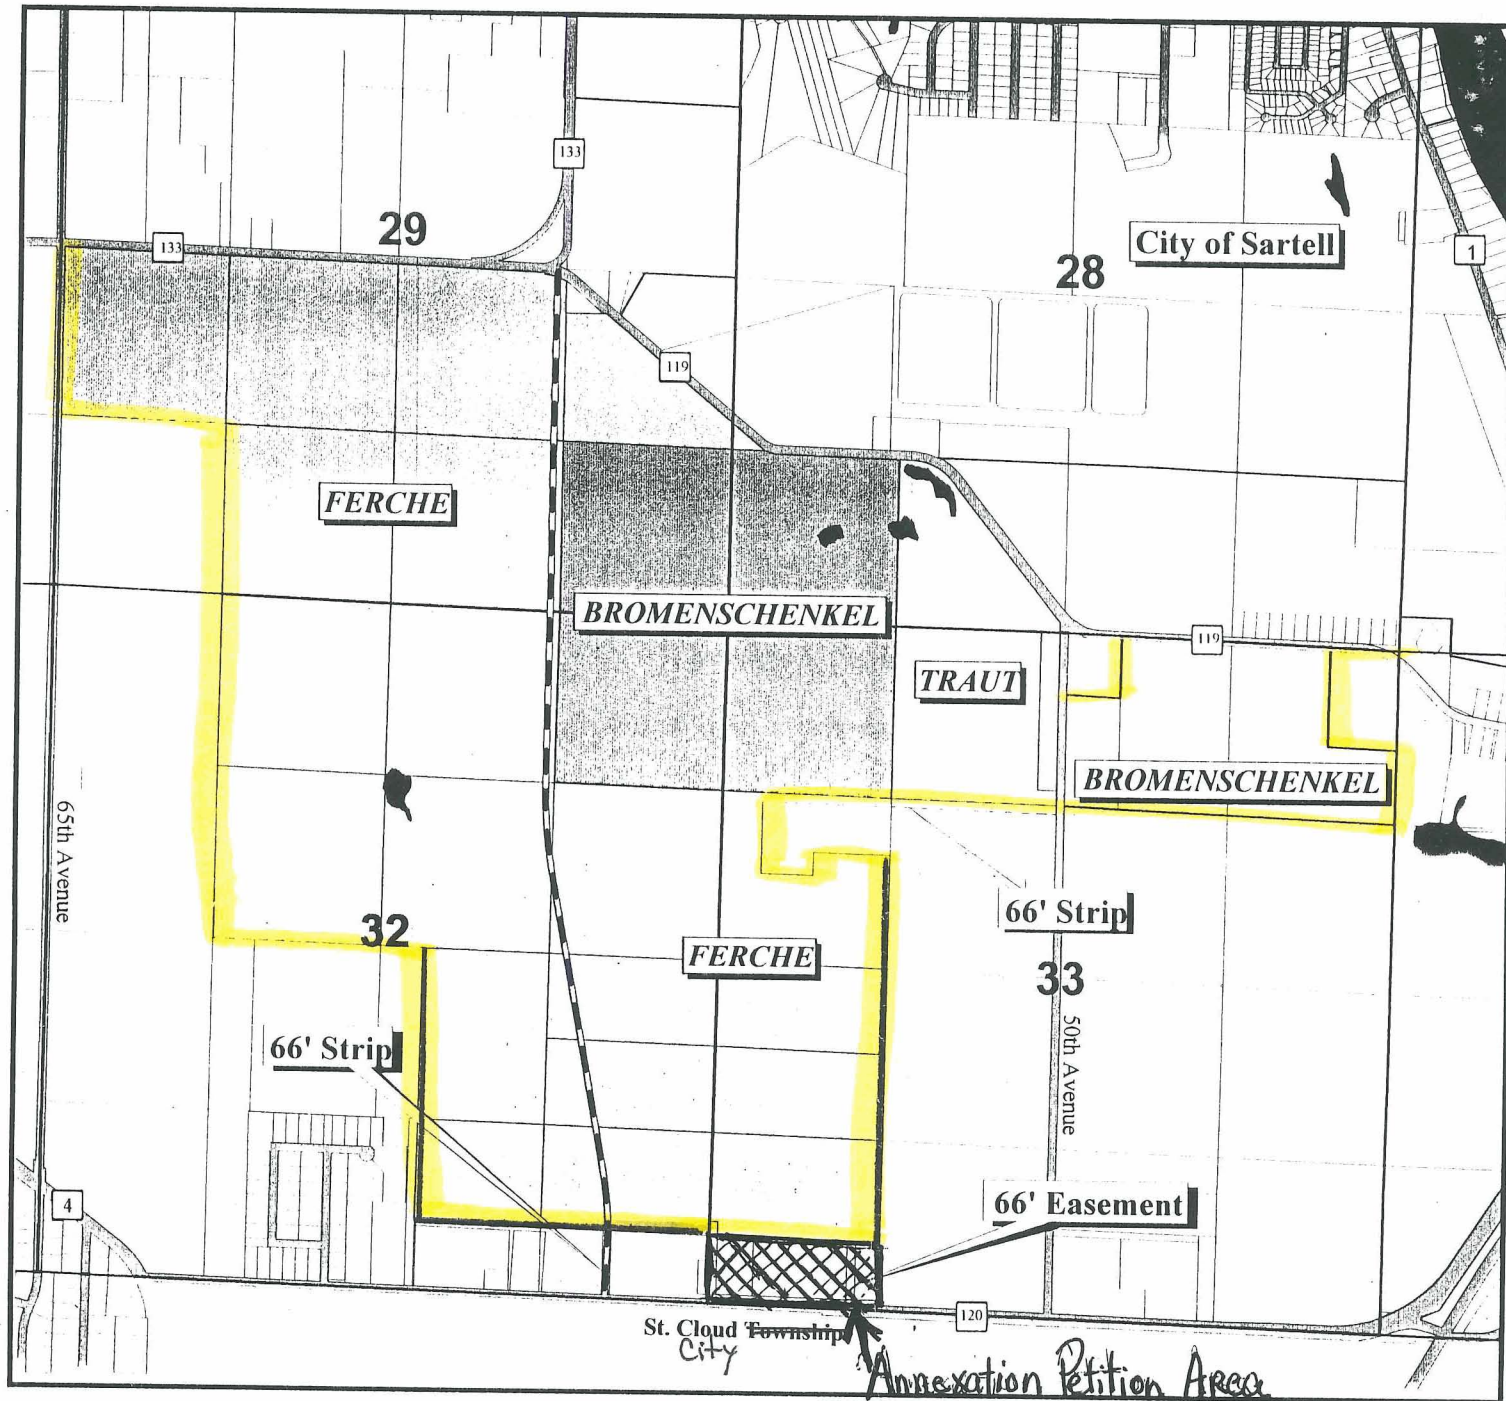 133
29
City of Sartell
1
133
28
119
FERCHE
BROMENSCHENKEL
119
TRAUT
BROMENSCHENKEL
65th Avenue
66' Strip
32
FERCHE
33
66' Strip
50th Avenue
4
66' Easement
120
St. Cloud Township
City
Annexation Petition Area